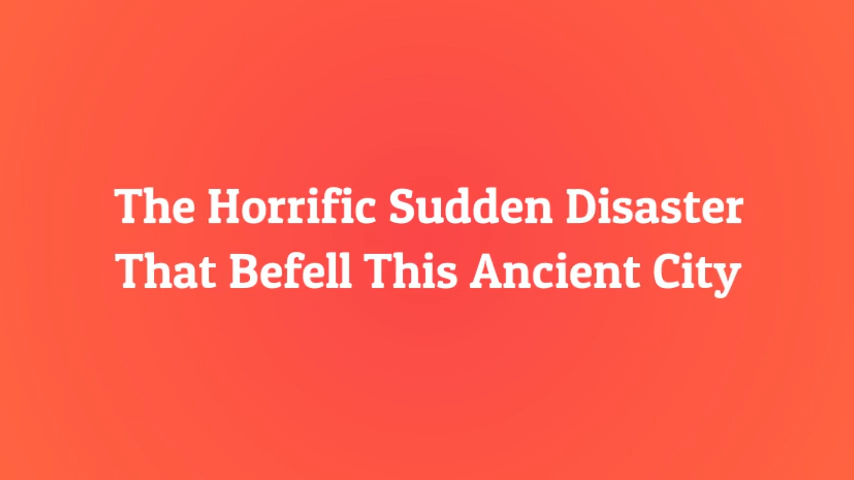 The Horrific Sudden Disaster
That Befell This Ancient City